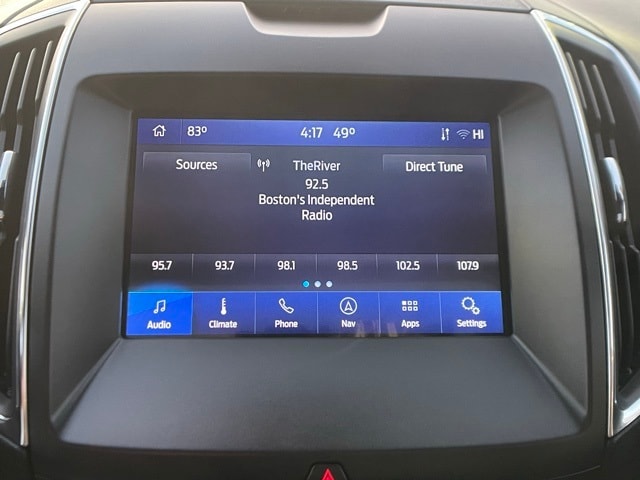 83° 4:17 49° HI
Sources TheRiver Direct Tune
92.5
Boston's Independent
Radio
95.7 93.7 98.1 98.5 102.5 107.9
Audio Climate Phone Nav Apps Settings